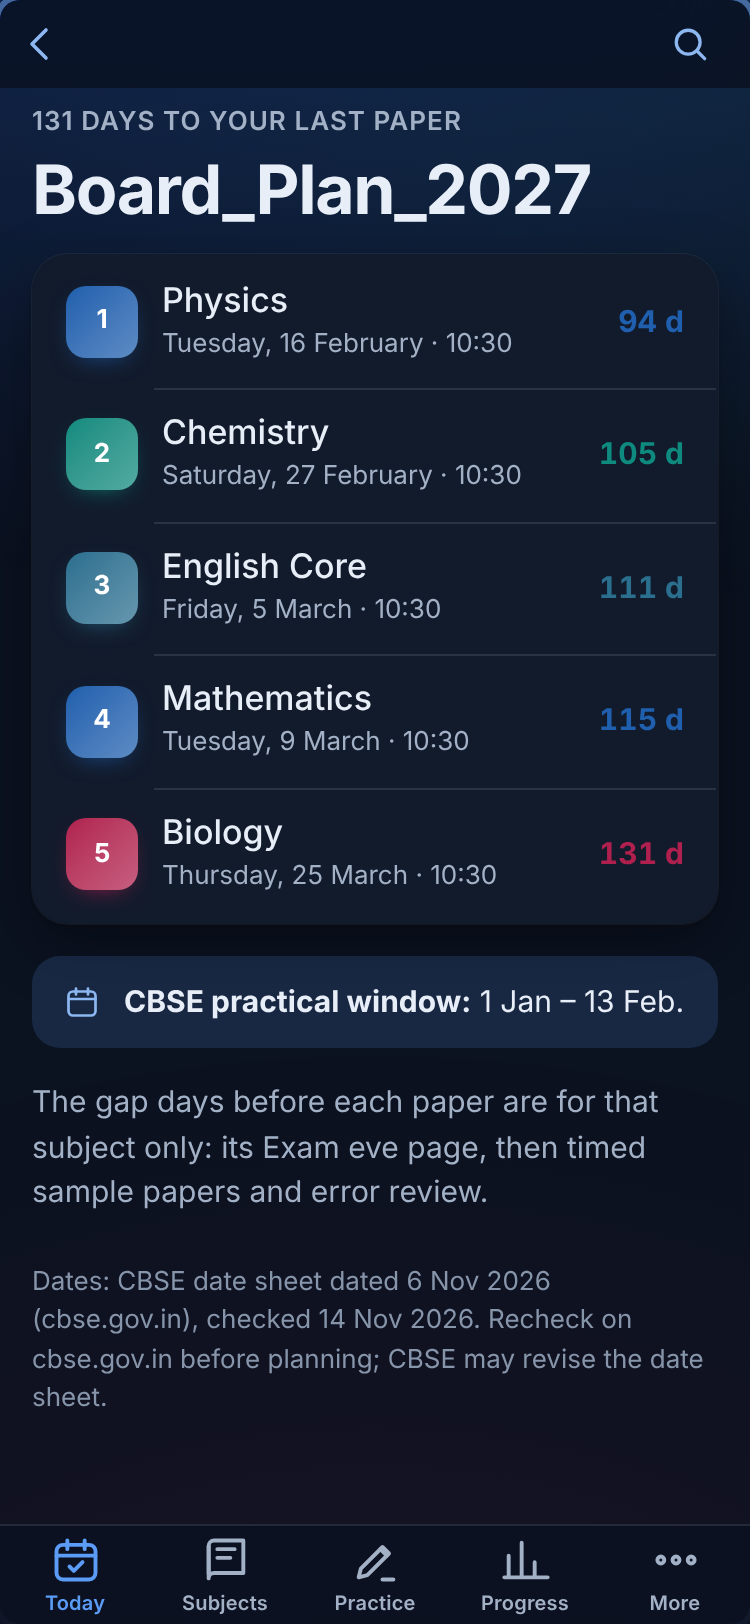 131 DAYS TO YOUR LAST PAPER
Board_Plan_2027
1
Physics
Tuesday, 16 February · 10:30
94 d
2
Chemistry
Saturday, 27 February · 10:30
105 d
3
English Core
Friday, 5 March · 10:30
111 d
4
Mathematics
Tuesday, 9 March · 10:30
115 d
5
Biology
Thursday, 25 March · 10:30
131 d
CBSE practical window: 1 Jan – 13 Feb.
The gap days before each paper are for that
subject only: its Exam eve page, then timed
sample papers and error review.
Dates: CBSE date sheet dated 6 Nov 2026
(cbse.gov.in), checked 14 Nov 2026. Recheck on
cbse.gov.in before planning; CBSE may revise the date
sheet.
Today
Subjects
Practice
Progress
More